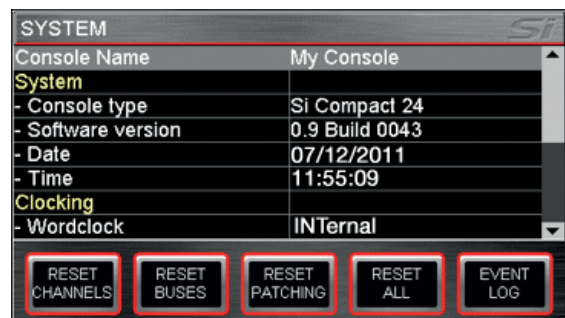 SYSTEM Si
Console Name My Console
System
- Console type Si Compact 24
- Software version 0.9 Build 0043
- Date 07/12/2011
- Time 11:55:09
Clocking
- Wordclock INTernal
RESET CHANNELS RESET BUSES RESET PATCHING RESET ALL EVENT LOG